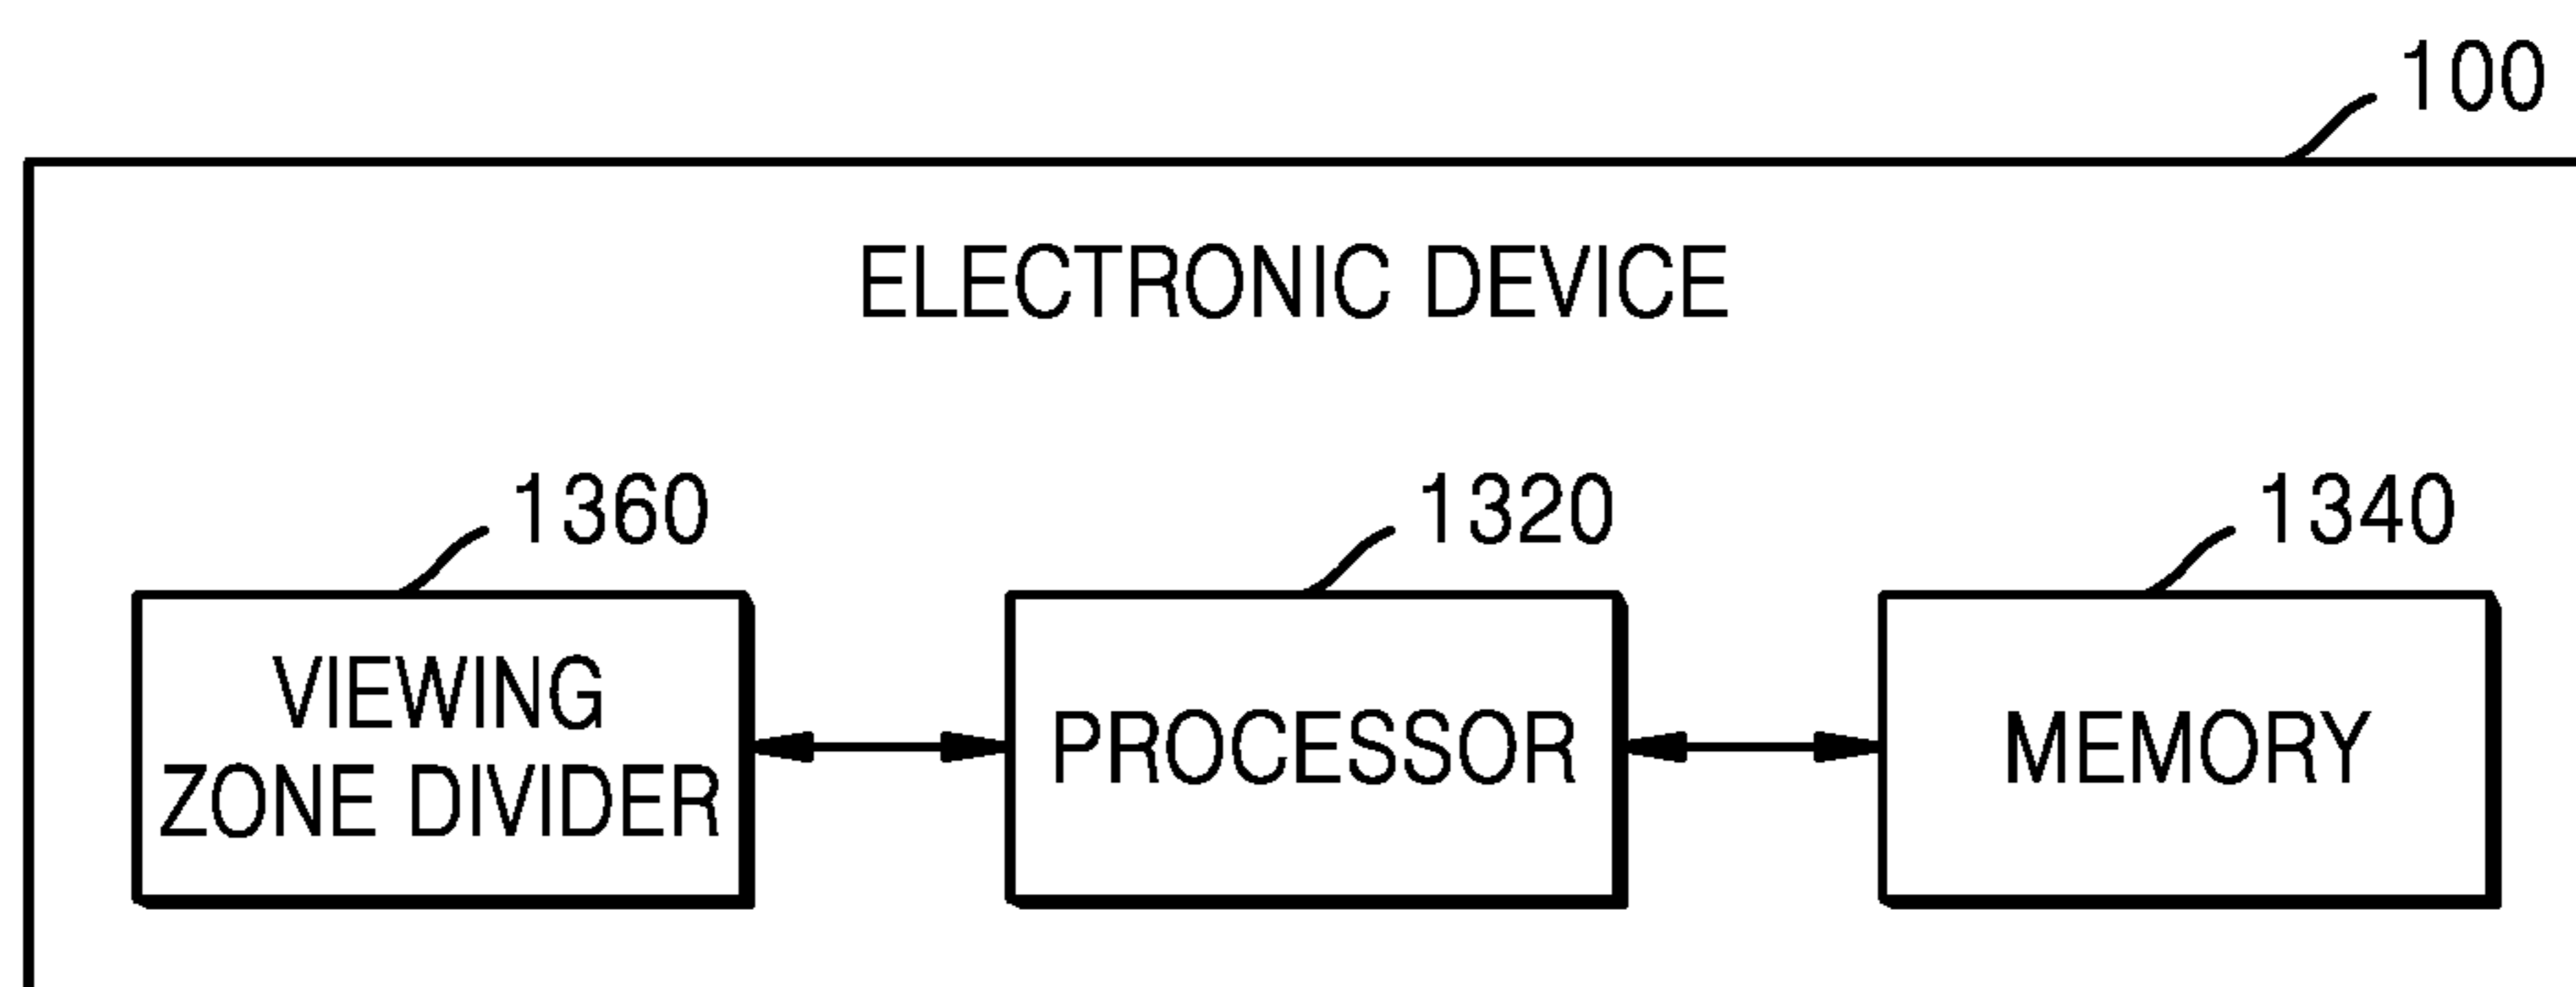 100
ELECTRONIC DEVICE
1360
1320
1340
VIEWING
ZONE DIVIDER
PROCESSOR
MEMORY